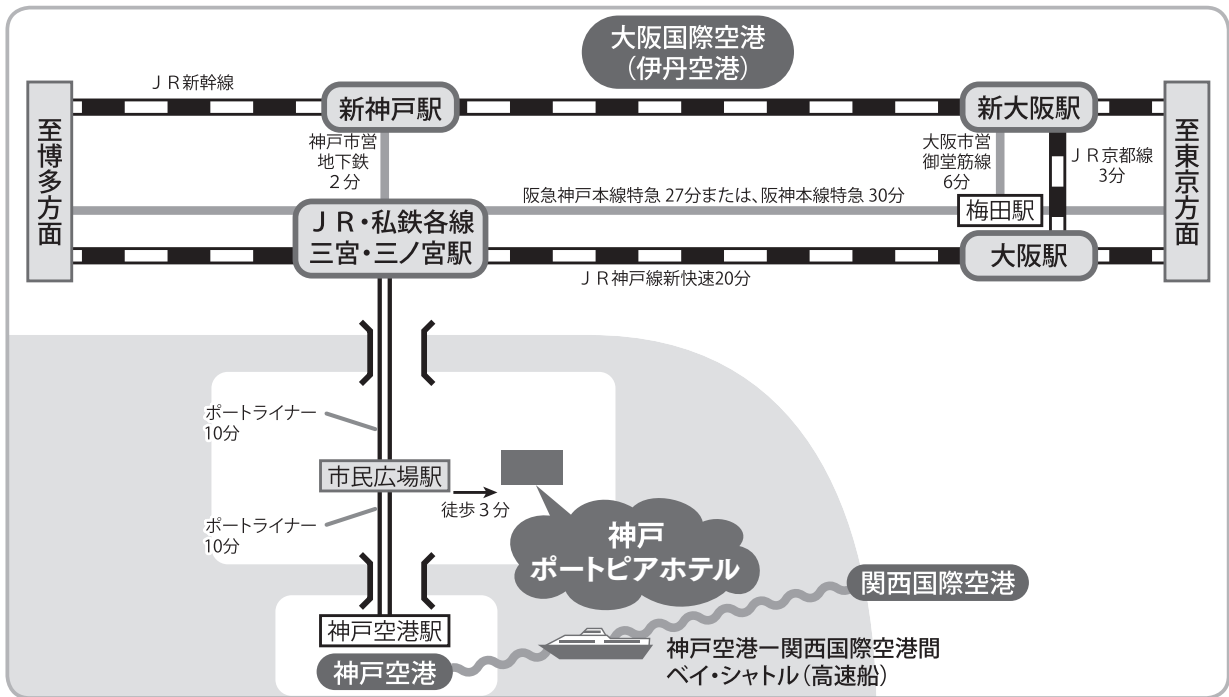 大阪国際空港
（伊丹空港）
ＪＲ新幹線
新神戸駅
新大阪駅
至博多方面
至東京方面
神戸市営
地下鉄
２分
大阪市営
御堂筋線
6分
ＪＲ京都線
3分
阪急神戸本線特急 27分または、阪神本線特急 30分
梅田駅
ＪＲ・私鉄各線
三宮・三ノ宮駅
大阪駅
ＪＲ神戸線新快速20分
ポートライナー
10分
市民広場駅
徒歩３分
ポートライナー
10分
神戸
ポートピアホテル
関西国際空港
神戸空港駅
神戸空港
神戸空港ー関西国際空港間
ベイ・シャトル（高速船）